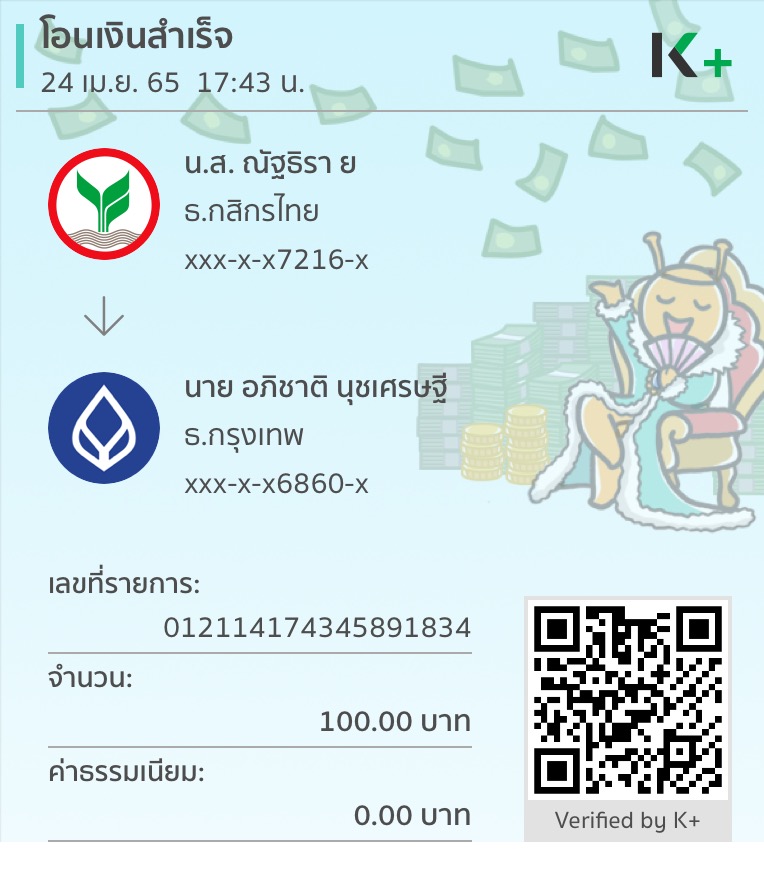 โอนเงินสำเร็จ
24 เม.ย. 65 17:43 น.
K+
น.ส. ณัฐธิรา ย
ธ.กสิกรไทย
xxx-x-x7216-x
นาย อภิชาติ นุชเศรษฐี
ธ.กรุงเทพ
xxx-x-x6860-x
เลขที่รายการ:
012114174345891834
จำนวน:
100.00 บาท
ค่าธรรมเนียม:
0.00 บาท
Verified by K+